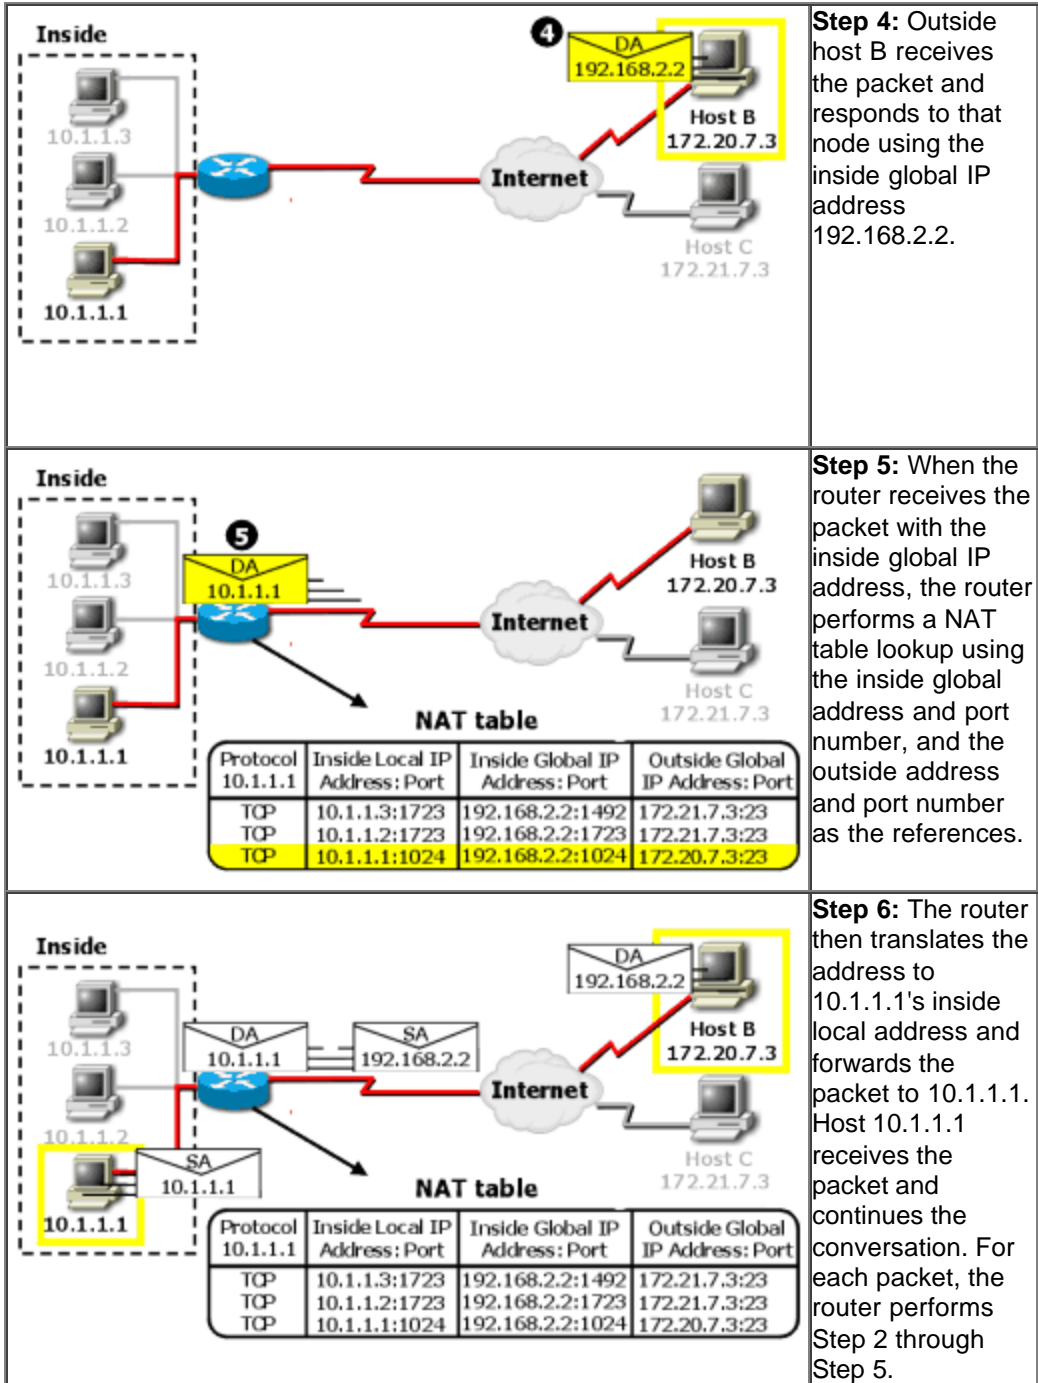 Inside
10.1.1.3
10.1.1.2
10.1.1.1
4
DA
192.168.2.2
Internet
Host B
172.20.7.3
Host C
172.21.7.3
Step 4: Outside
host B receives
the packet and
responds to that
node using the
inside global IP
address
192.168.2.2.
Inside
10.1.1.3
10.1.1.2
10.1.1.1
5
DA
10.1.1.1
Internet
Host B
172.20.7.3
Host C
172.21.7.3
NAT table
Protocol Inside Local IP Inside Global IP Outside Global
10.1.1.1 Address: Port Address: Port IP Address: Port
TCP 10.1.1.3:1723 192.168.2.2:1492 172.21.7.3:23
TCP 10.1.1.2:1723 192.168.2.2:1723 172.21.7.3:23
TCP 10.1.1.1:1024 192.168.2.2:1024 172.20.7.3:23
Step 5: When the
router receives the
packet with the
inside global IP
address, the router
performs a NAT
table lookup using
the inside global
address and port
number, and the
outside address
and port number
as the references.
Inside
10.1.1.3
10.1.1.2
10.1.1.1
SA
10.1.1.1
DA
10.1.1.1
SA
192.168.2.2
DA
192.168.2.2
Internet
Host B
172.20.7.3
Host C
172.21.7.3
NAT table
Protocol Inside Local IP Inside Global IP Outside Global
10.1.1.1 Address: Port Address: Port IP Address: Port
TCP 10.1.1.3:1723 192.168.2.2:1492 172.21.7.3:23
TCP 10.1.1.2:1723 192.168.2.2:1723 172.21.7.3:23
TCP 10.1.1.1:1024 192.168.2.2:1024 172.20.7.3:23
Step 6: The router
then translates the
address to
10.1.1.1's inside
local address and
forwards the
packet to 10.1.1.1.
Host 10.1.1.1
receives the
packet and
continues the
conversation. For
each packet, the
router performs
Step 2 through
Step 5.